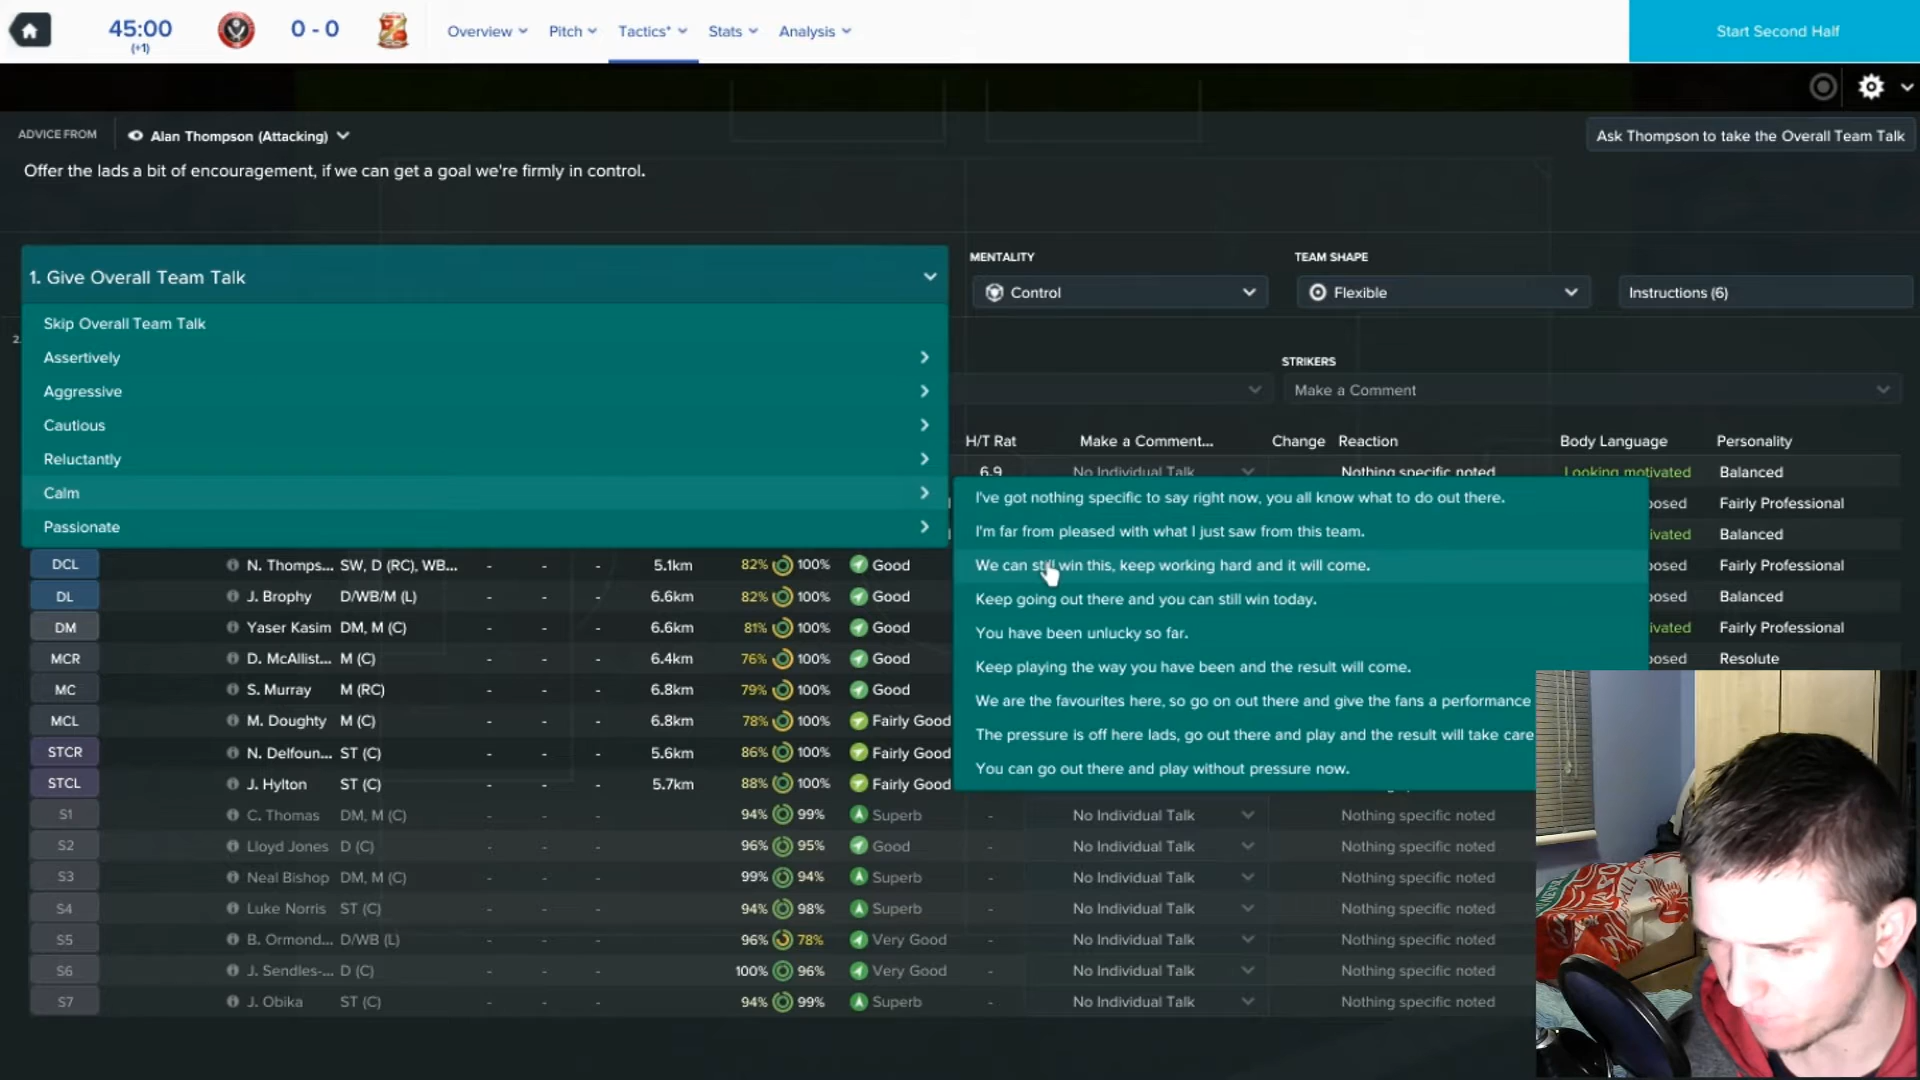 45:00
(+1)
0 - 0
Overview
Pitch
Tactics*
Stats
Analysis
Start Second Half
ADVICE FROM
Alan Thompson (Attacking)
Ask Thompson to take the Overall Team Talk
Offer the lads a bit of encouragement, if we can get a goal we're firmly in control.
1. Give Overall Team Talk
MENTALITY
TEAM SHAPE
Control
Flexible
Instructions (6)
Skip Overall Team Talk
2.
Assertively
STRIKERS
Aggressive
Make a Comment
Cautious
H/T Rat Make a Comment... Change Reaction Body Language Personality
Reluctantly
6.9 No Individual Talk Nothing specific noted Looking motivated Balanced
Calm
I've got nothing specific to say right now, you all know what to do out there.
Fairly Professional
Passionate
I'm far from pleased with what I just saw from this team.
Balanced
DCL N. Thomps... SW, D (RC), WB... - - - 5.1km 82% 100% Good
We can still win this, keep working hard and it will come.
Fairly Professional
DL J. Brophy D/WB/M (L) - - - 6.6km 82% 100% Good
Keep going out there and you can still win today.
Balanced
DM Yaser Kasim DM, M (C) - - - 6.6km 81% 100% Good
You have been unlucky so far.
Fairly Professional
MCR D. McAllist... M (C) - - - 6.4km 76% 100% Good
Keep playing the way you have been and the result will come.
Resolute
MC S. Murray M (RC) - - - 6.8km 79% 100% Good
We are the favourites here, so go on out there and give the fans a performance
MCL M. Doughty M (C) - - - 6.8km 78% 100% Fairly Good
The pressure is off here lads, go out there and play and the result will take care
STCR N. Delfoun... ST (C) - - - 5.6km 86% 100% Fairly Good
You can go out there and play without pressure now.
STCL J. Hylton ST (C) - - - 5.7km 88% 100% Fairly Good
S1 C. Thomas DM, M (C) - - - 94% 99% Superb - No Individual Talk Nothing specific noted
S2 Lloyd Jones D (C) - - - 96% 95% Good - No Individual Talk Nothing specific noted
S3 Neal Bishop DM, M (C) - - - 99% 94% Superb - No Individual Talk Nothing specific noted
S4 Luke Norris ST (C) - - - 94% 98% Superb - No Individual Talk Nothing specific noted
S5 B. Ormond... D/WB (L) - - - 96% 78% Very Good - No Individual Talk Nothing specific noted
S6 J. Sendles-... D (C) - - - 100% 96% Very Good - No Individual Talk Nothing specific noted
S7 J. Obika ST (C) - - - 94% 99% Superb - No Individual Talk Nothing specific noted